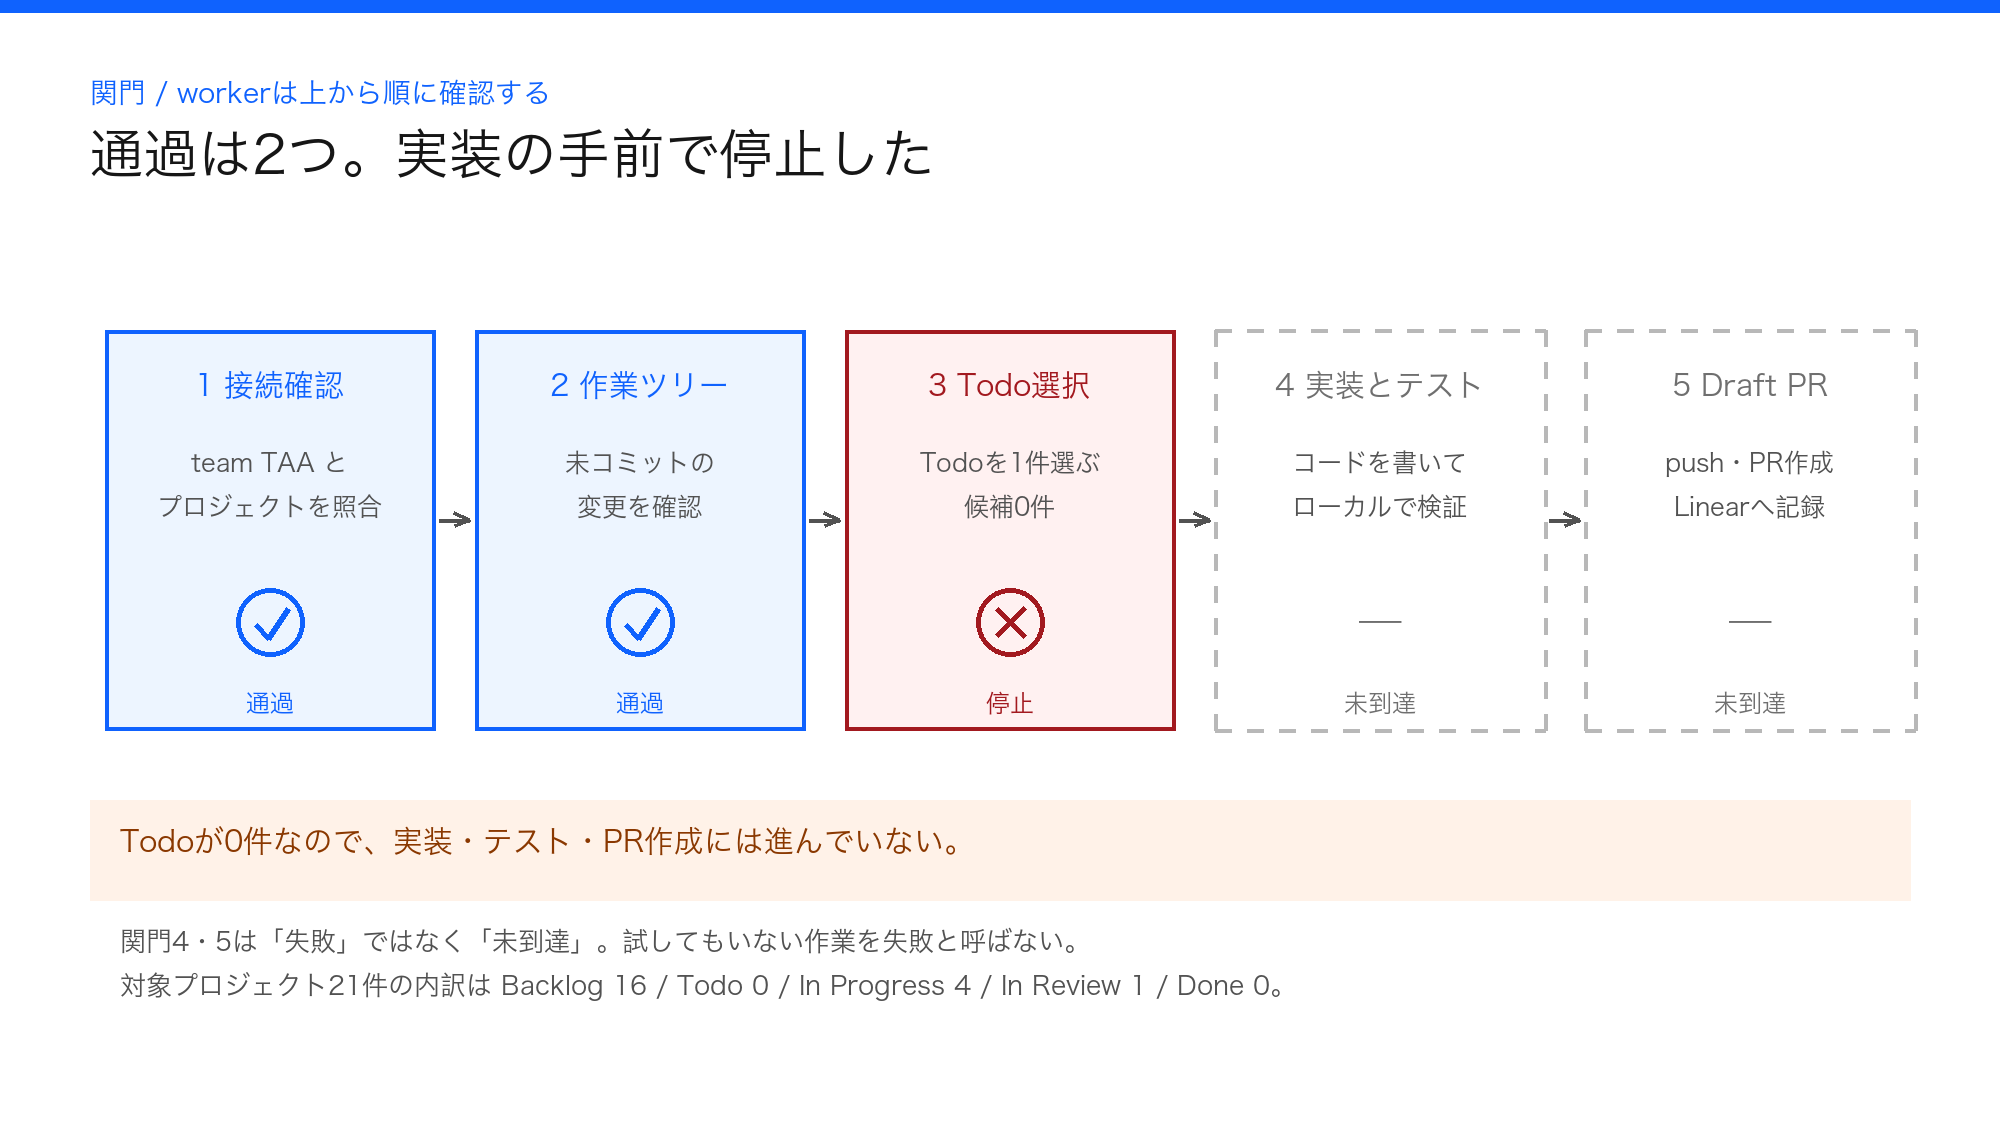 関門 / workerは上から順に確認する
通過は2つ。実装の手前で停止した
1 接続確認
team TAA と
プロジェクトを照合
通過
2 作業ツリー
未コミットの
変更を確認
通過
3 Todo選択
Todoを1件選ぶ
候補0件
停止
4 実装とテスト
コードを書いて
ローカルで検証
未到達
5 Draft PR
push・PR作成
Linearへ記録
未到達
Todoが0件なので、実装・テスト・PR作成には進んでいない。
関門4・5は「失敗」ではなく「未到達」。試してもいない作業を失敗と呼ばない。
対象プロジェクト21件の内訳は Backlog 16 / Todo 0 / In Progress 4 / In Review 1 / Done 0。